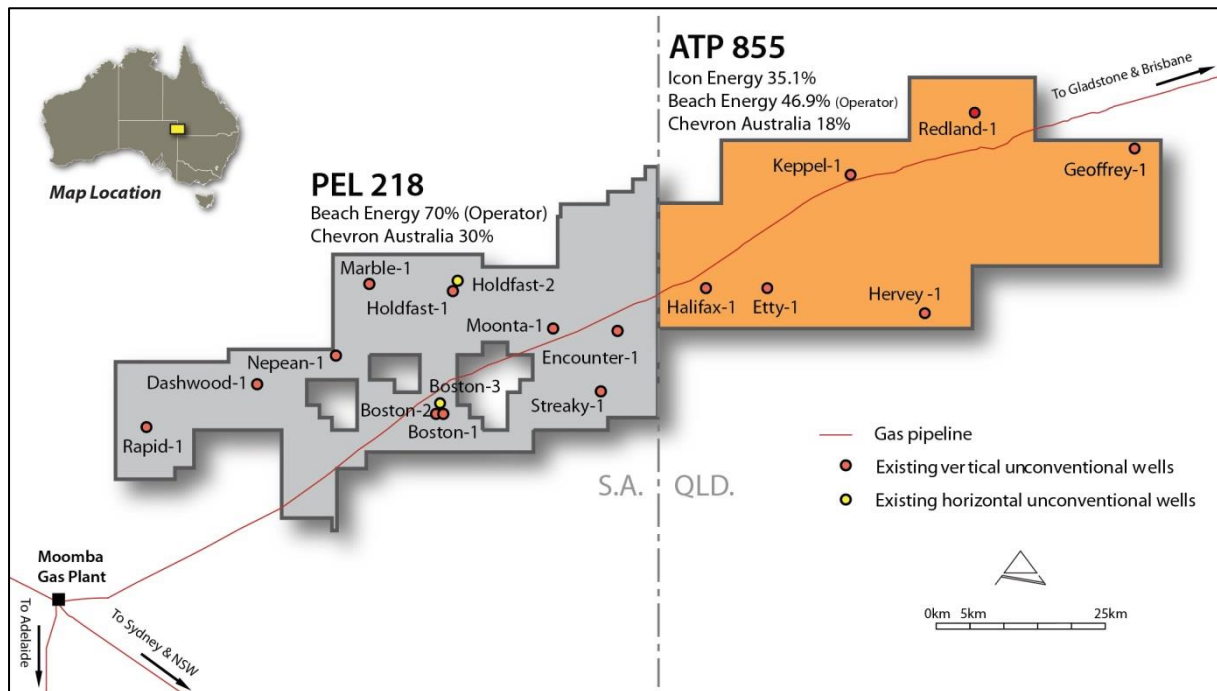 Map Location
ATP 855
Icon Energy 35.1%
Beach Energy 46.9% (Operator)
Chevron Australia 18%
To Gladstone & Brisbane
Redland-1
Keppel-1
Geoffrey-1
PEL 218
Beach Energy 70% (Operator)
Chevron Australia 30%
Marble-1
Holdfast-2
Holdfast-1
Halifax-1
Etty-1
Hervey -1
Moonta-1
Encounter-1
Nepean-1
Dashwood-1
Boston-3
Boston-2
Streaky-1
Boston-1
Rapid-1
S.A.
QLD.
Gas pipeline
Existing vertical unconventional wells
Existing horizontal unconventional wells
Moomba
Gas Plant
To Adelaide
To Sydney & NSW
0km 5km 25km